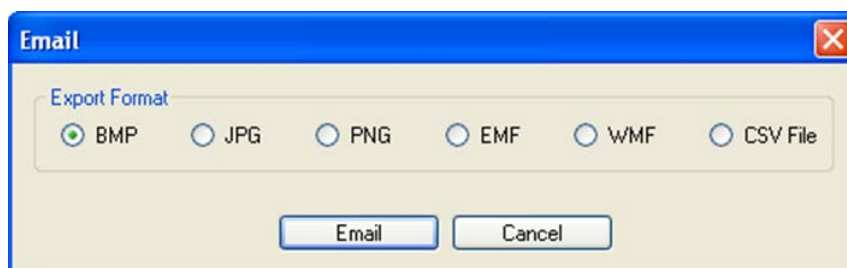 Email
Export Format
BMP JPG PNG EMF WMF CSV File
Email Cancel